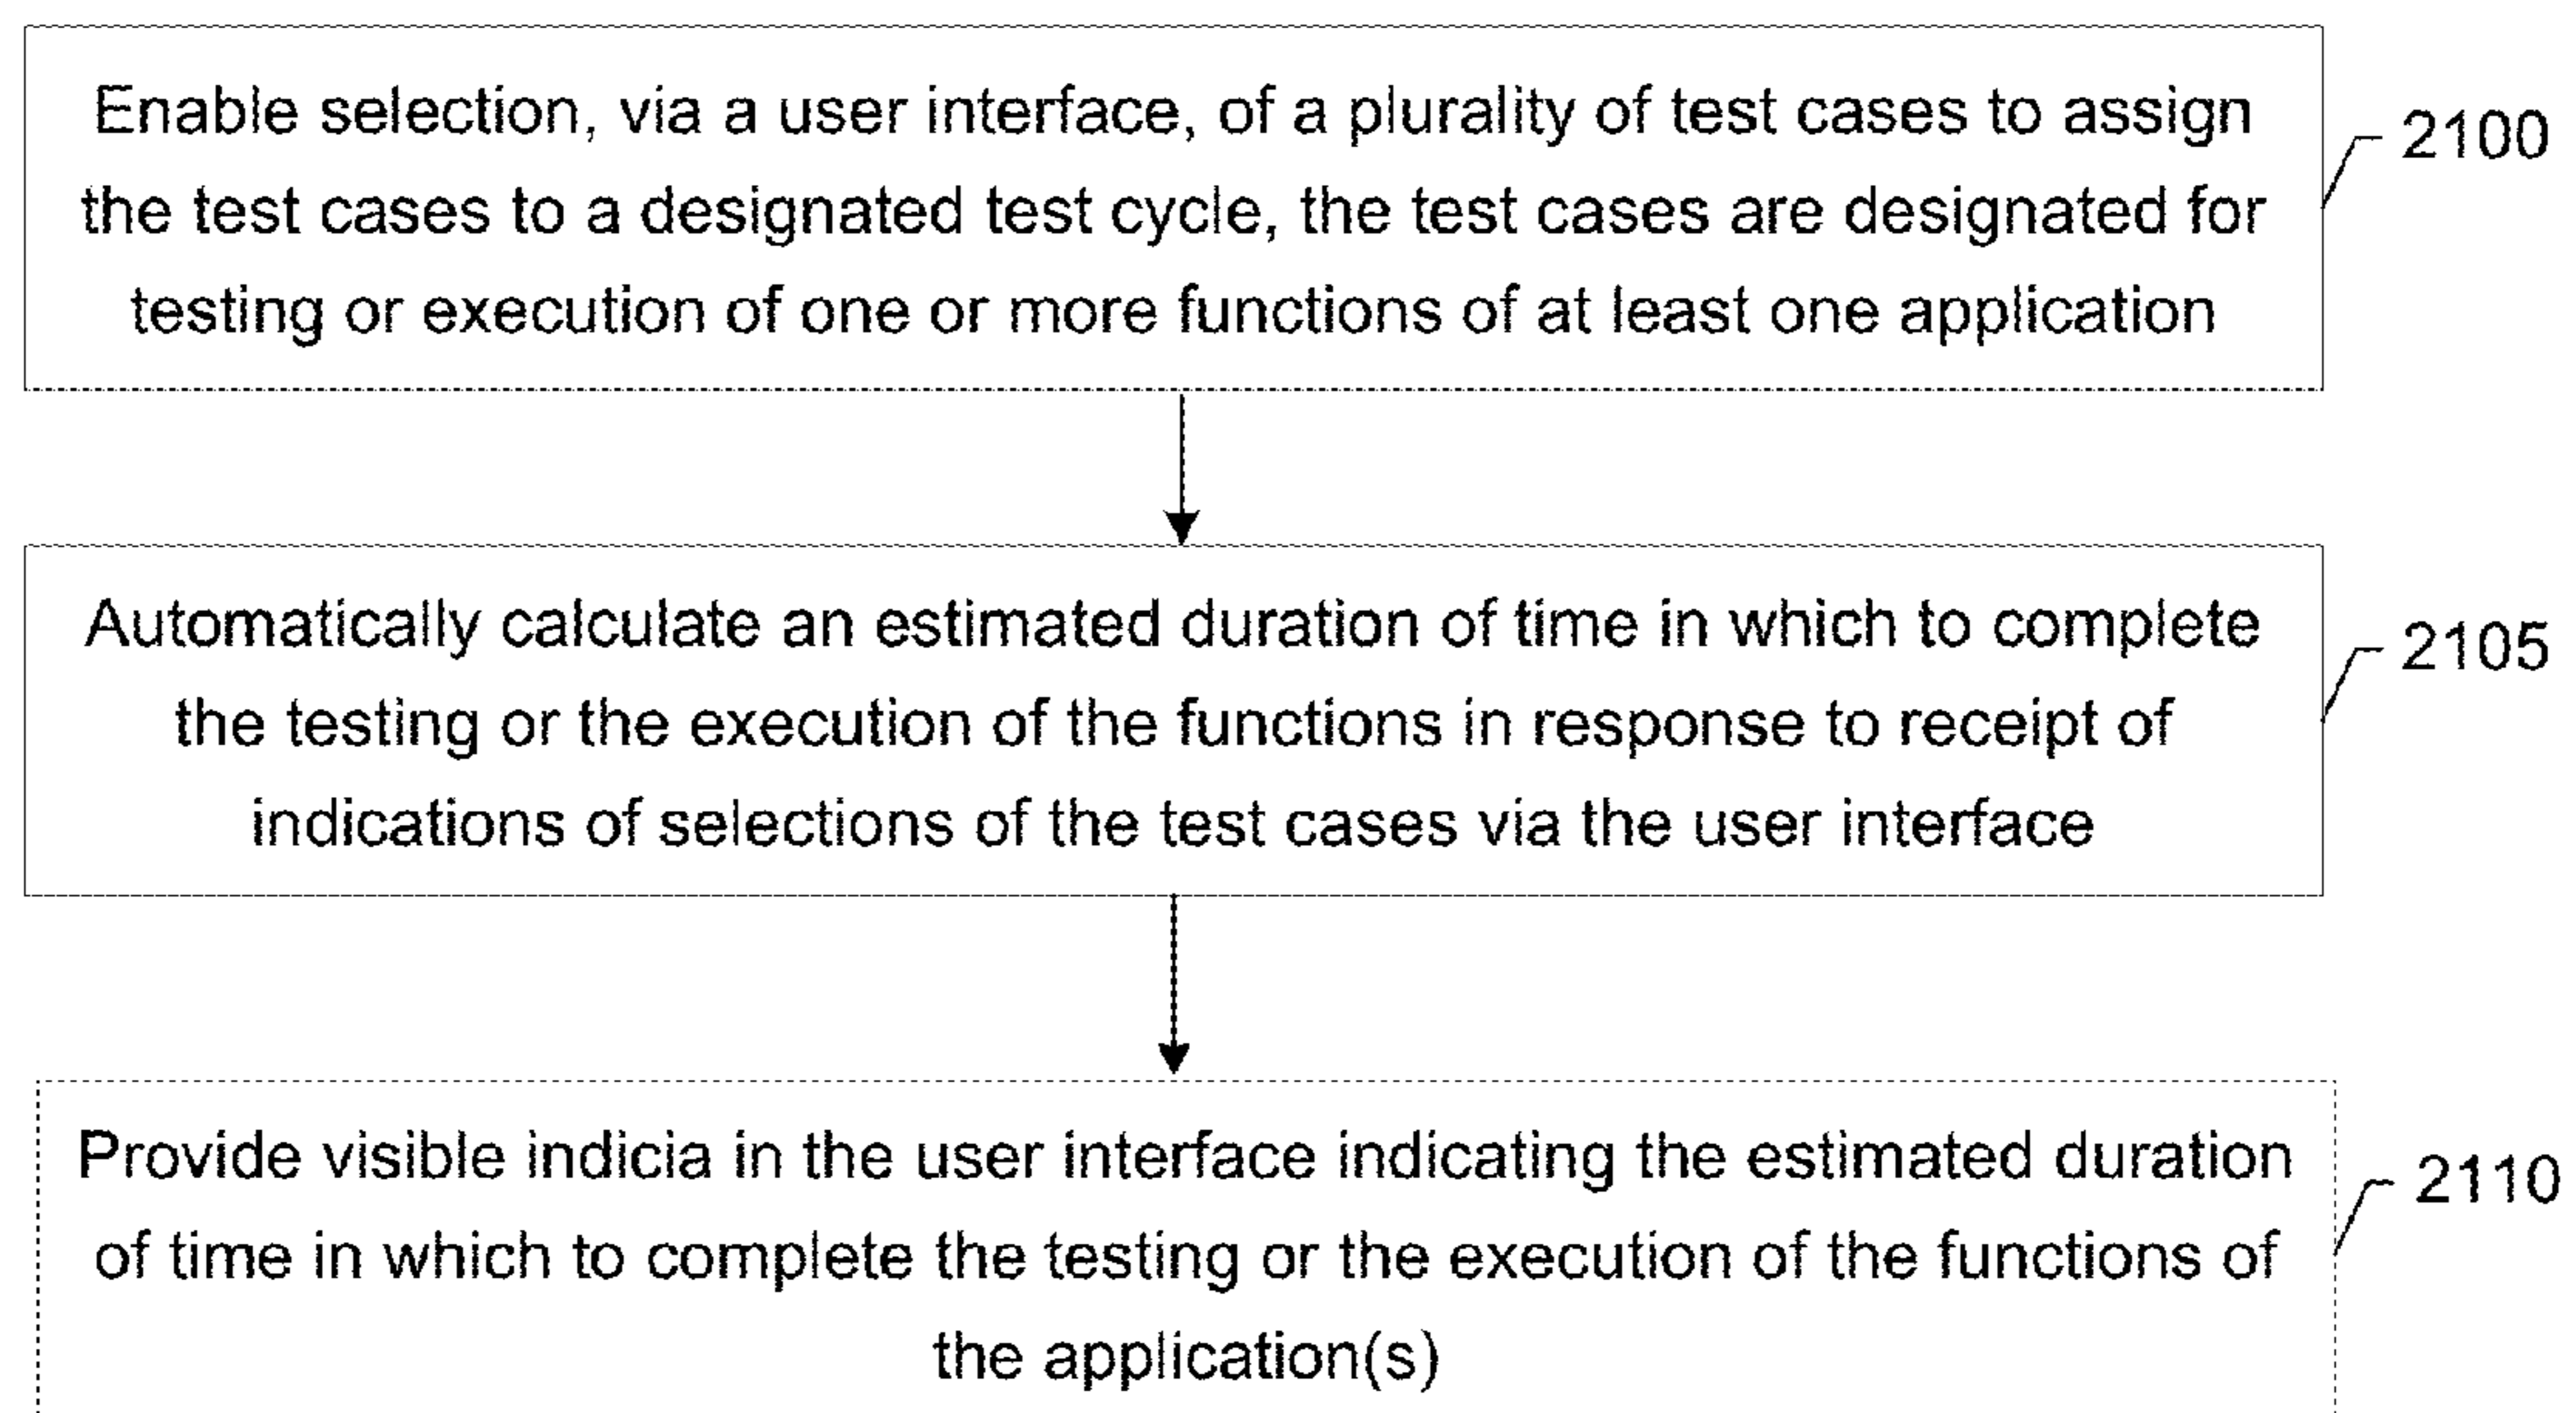 Enable selection, via a user interface, of a plurality of test cases to assign
the test cases to a designated test cycle, the test cases are designated for
testing or execution of one or more functions of at least one application
2100
Automatically calculate an estimated duration of time in which to complete
the testing or the execution of the functions in response to receipt of
indications of selections of the test cases via the user interface
2105
Provide visible indicia in the user interface indicating the estimated duration
of time in which to complete the testing or the execution of the functions of
the application(s)
2110